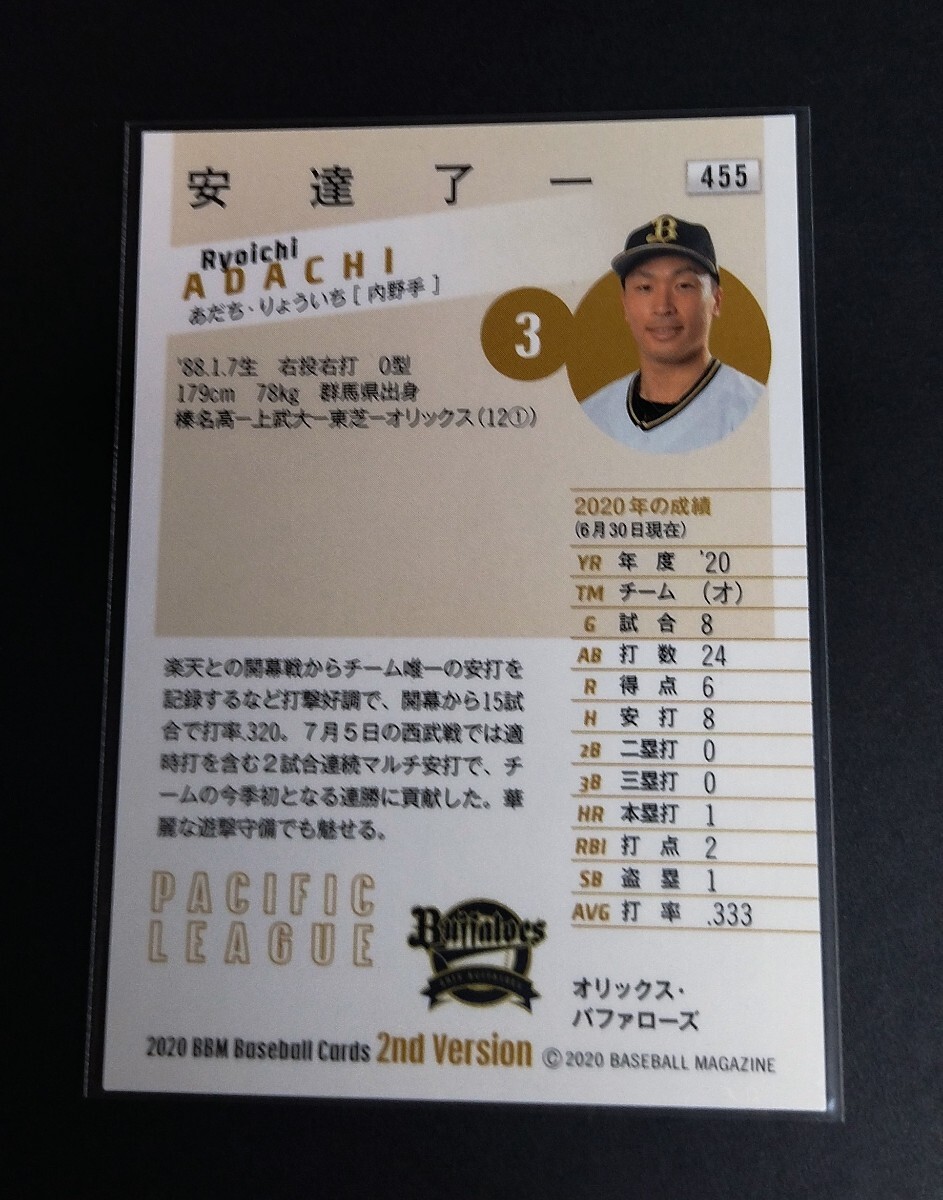 安達了一
455
Ryoichi
ADACHI
あだち・りょういち[内野手]
3
'88.1.7生 右投右打 O型
179cm 78kg 群馬県出身
榛名高ー上武大ー東芝ーオリックス(12①)
2020年の成績
(6月30日現在)
YR 年度 '20
TM チーム (オ)
G 試合 8
AB 打数 24
R 得点 6
H 安打 8
2B 二塁打 0
3B 三塁打 0
HR 本塁打 1
RBI 打点 2
SB 盗塁 1
AVG 打率 .333
楽天との開幕戦からチーム唯一の安打を
記録するなど打撃好調で、開幕から15試
合で打率.320。7月5日の西武戦では適
時打を含む2試合連続マルチ安打で、チ
ームの今季初となる連勝に貢献した。華
麗な遊撃守備でも魅せる。
PACIFIC
LEAGUE
Buffaloes
ORIX BUFFALOES
オリックス・
バファローズ
2020 BBM Baseball Cards 2nd Version ©2020 BASEBALL MAGAZINE